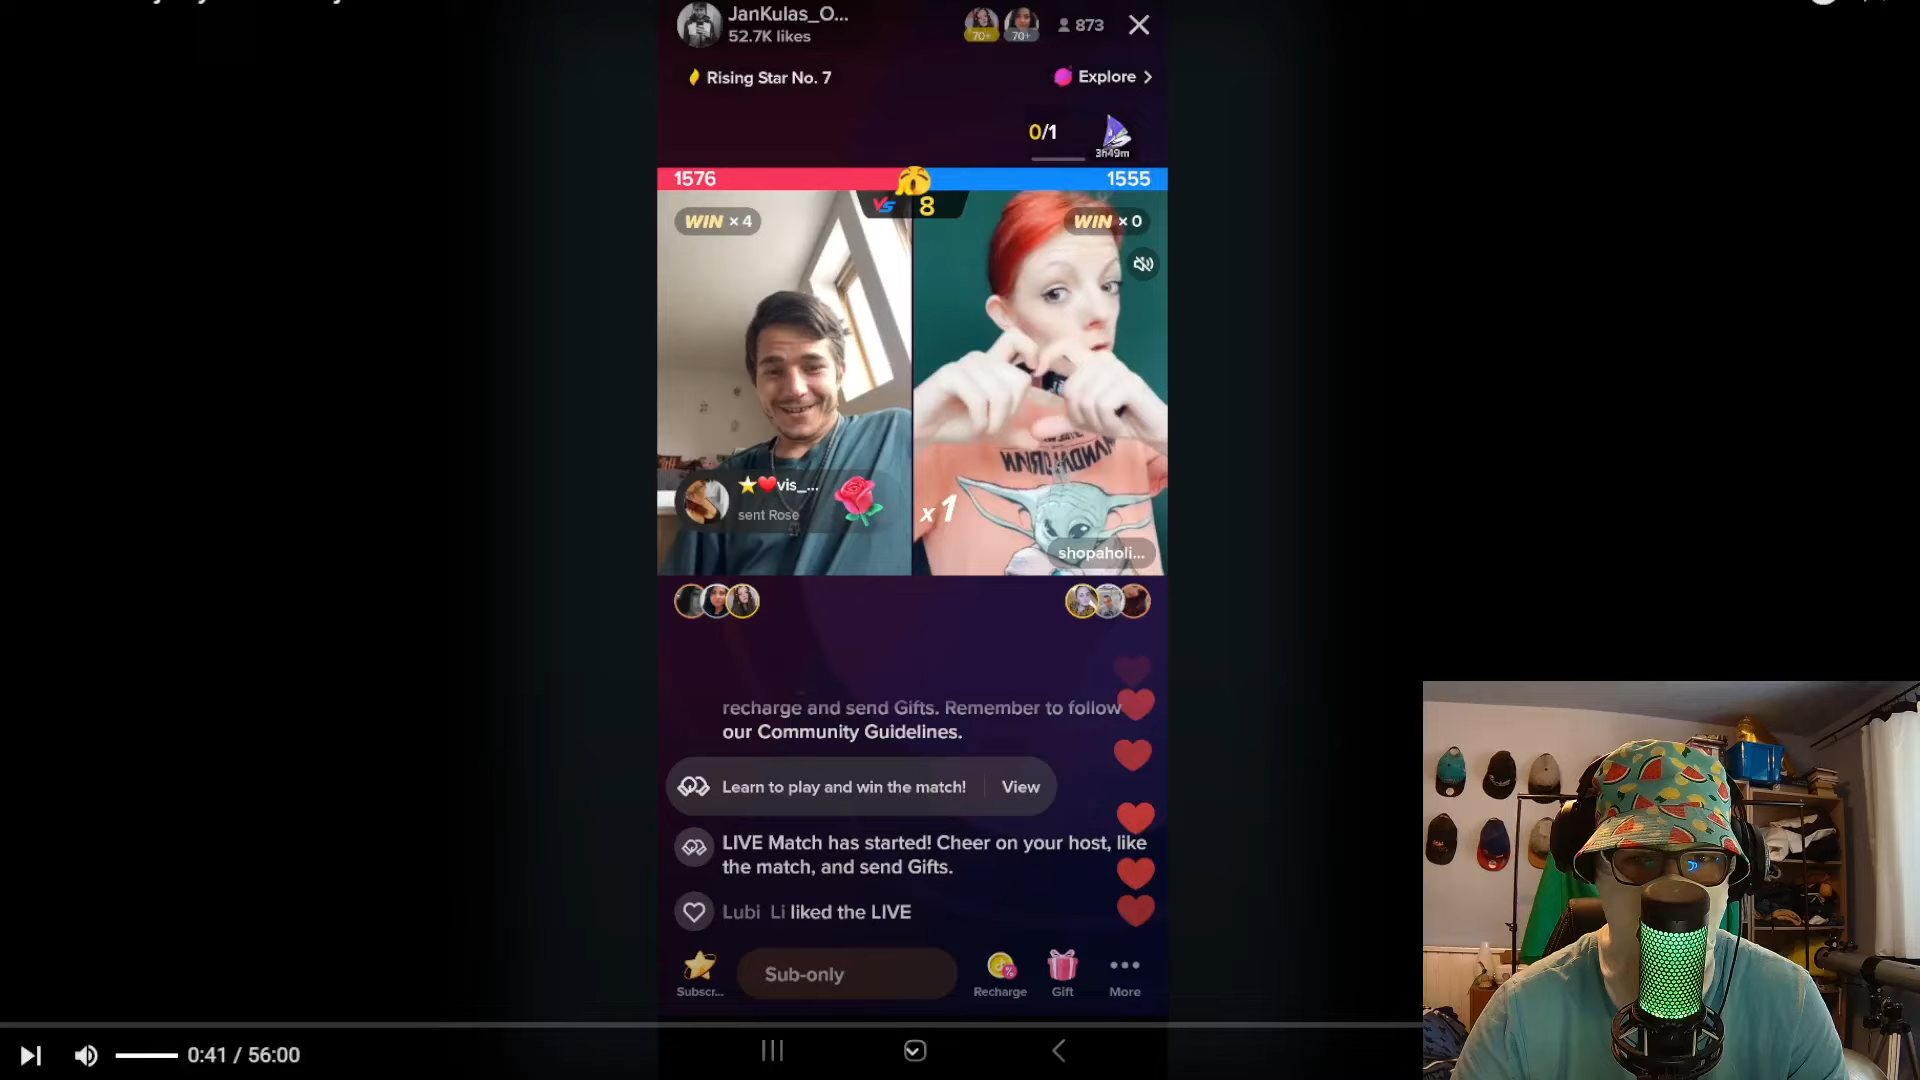 JanKulas_O...
52.7K likes
70+
70+
873
Rising Star No. 7
Explore
0/1
3h49m
1576
1555
VS 8
WIN x 4
WIN x 0
vis_...
sent Rose
x1
shopaholi...
recharge and send Gifts. Remember to follow
our Community Guidelines.
Learn to play and win the match!
View
LIVE Match has started! Cheer on your host, like
the match, and send Gifts.
Lubi Li liked the LIVE
Subscr...
Sub-only
Recharge
Gift
More
0:41 / 56:00